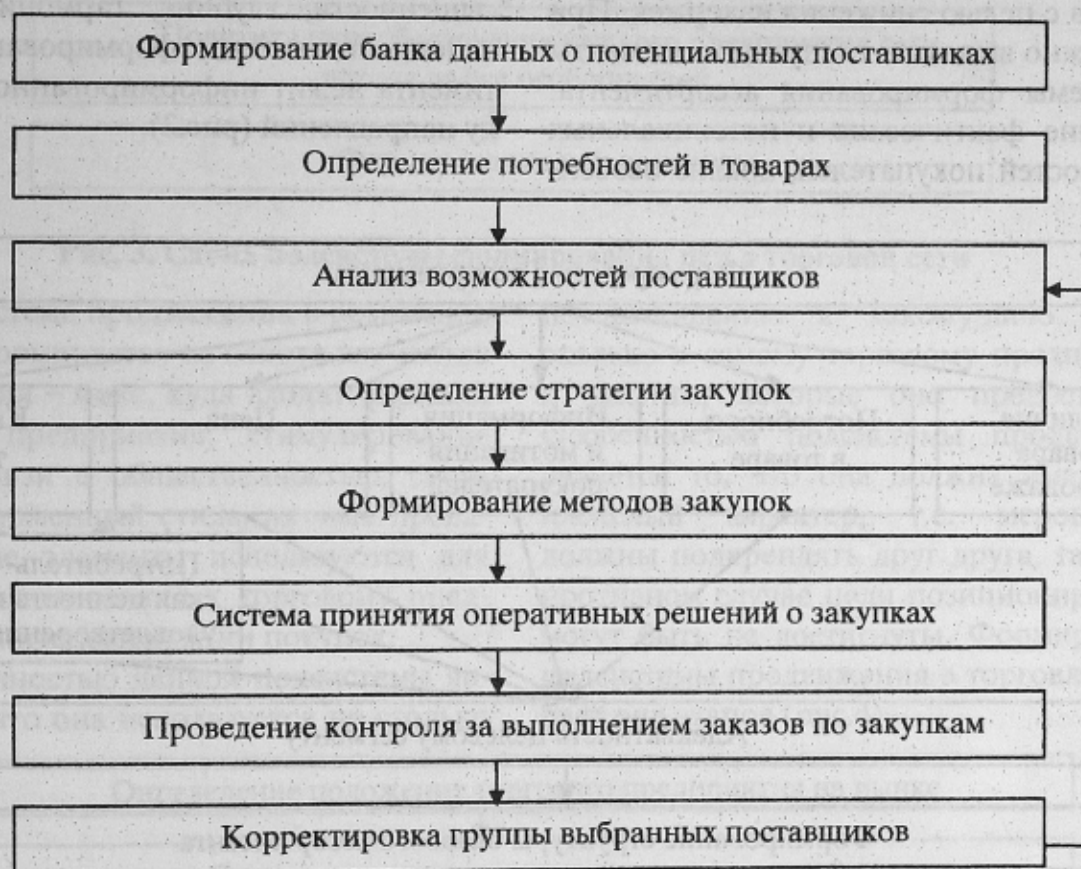 Формирование банка данных о потенциальных поставщиках
Определение потребностей в товарах
Анализ возможностей поставщиков
Определение стратегии закупок
Формирование методов закупок
Система принятия оперативных решений о закупках
Проведение контроля за выполнением заказов по закупкам
Корректировка группы выбранных поставщиков